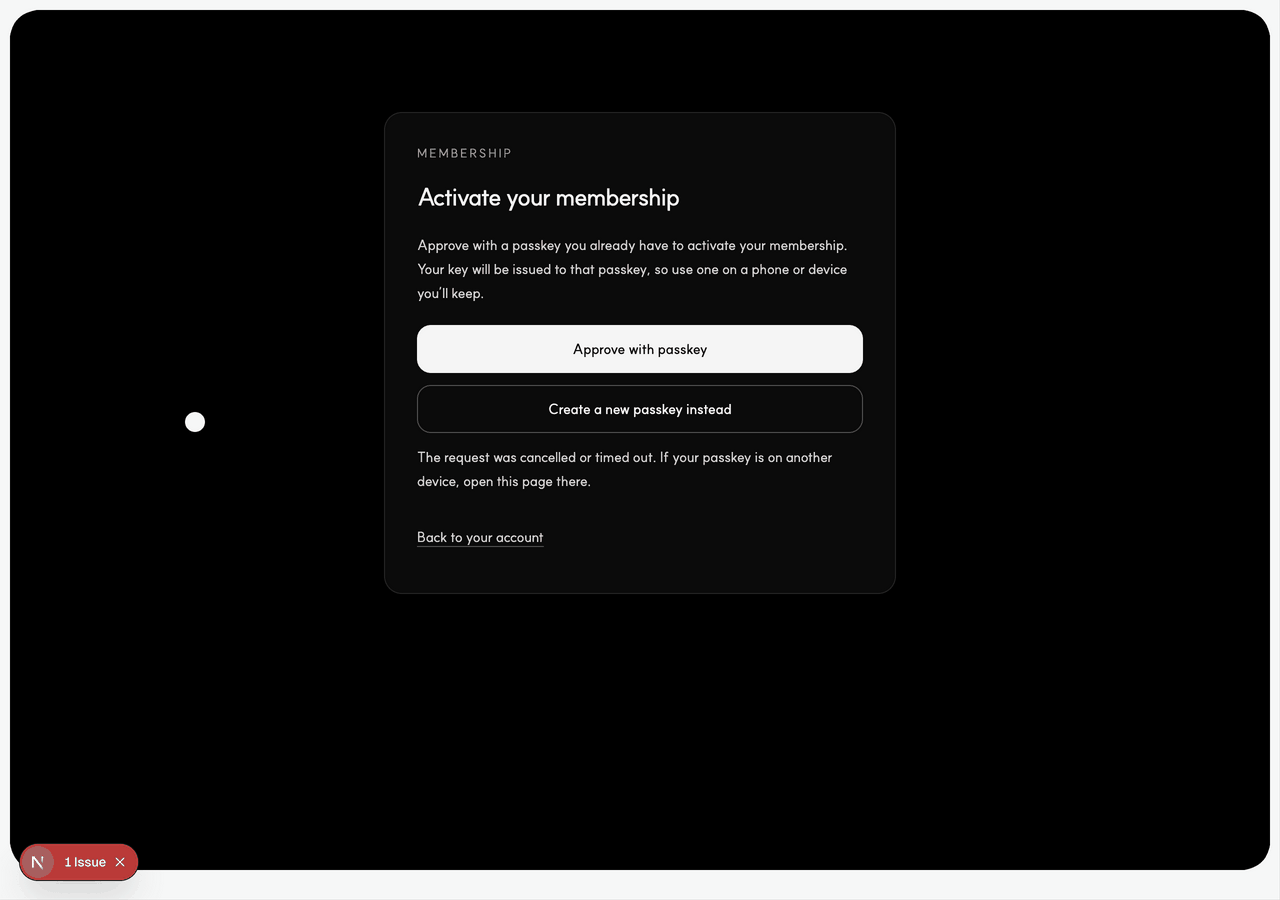 MEMBERSHIP
Activate your membership
Approve with a passkey you already have to activate your membership.
Your key will be issued to that passkey, so use one on a phone or device
you'll keep.
Approve with passkey
Create a new passkey instead
The request was cancelled or timed out. If your passkey is on another
device, open this page there.
Back to your account
N 1 Issue